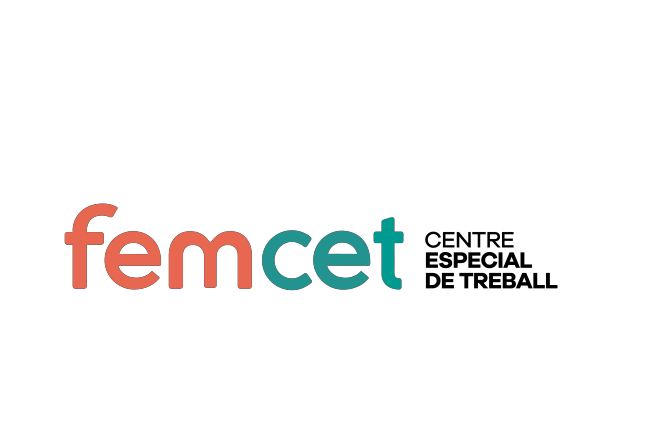 femcet
CENTRE
ESPECIAL
DE TREBALL